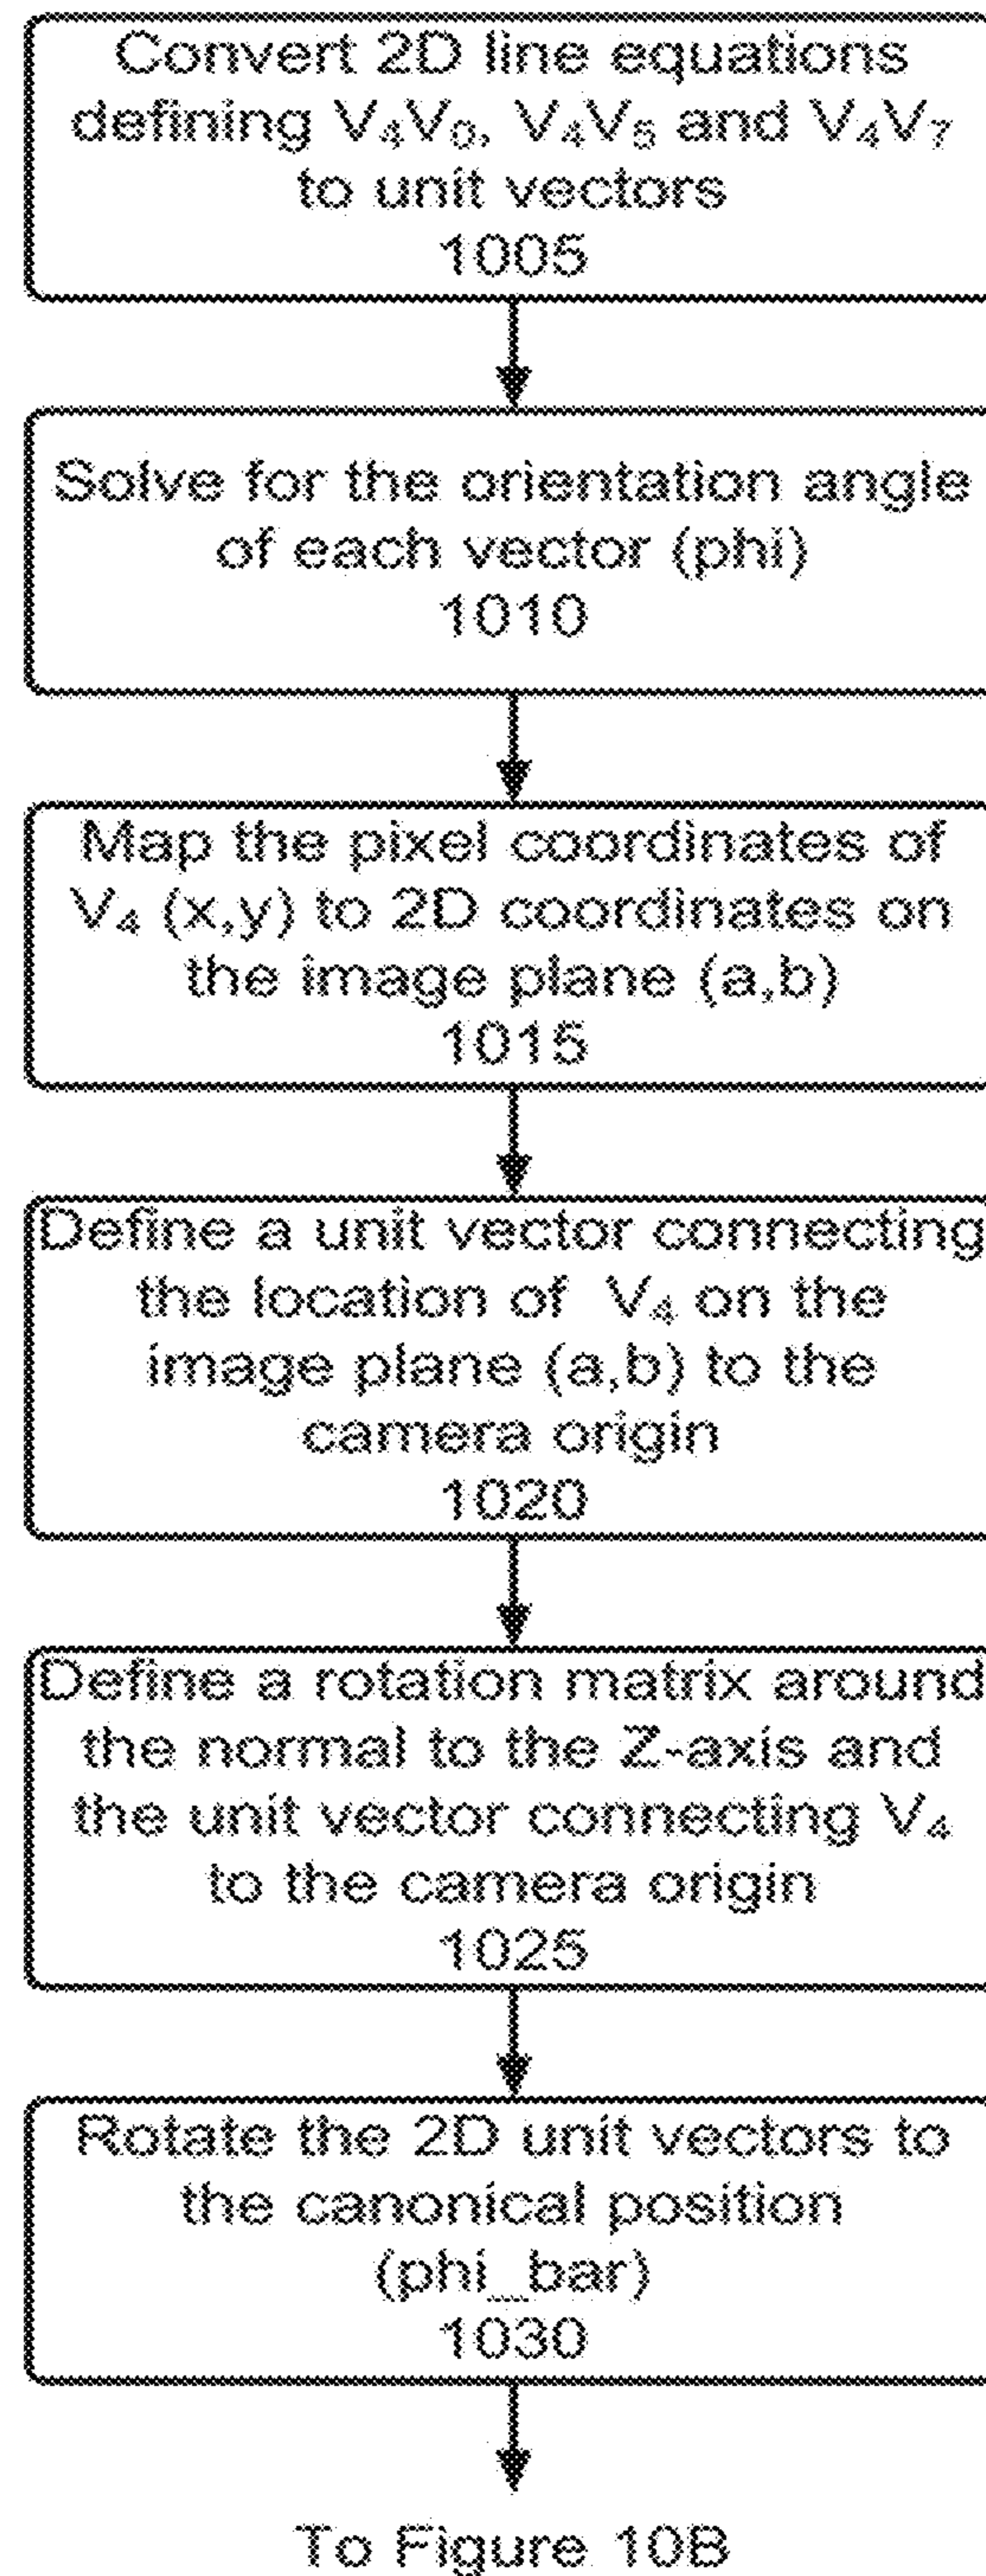 Convert 2D line equations
defining V₄V₀, V₄V₅ and V₄V₇
to unit vectors
1005
Solve for the orientation angle
of each vector (phi)
1010
Map the pixel coordinates of
V₄ (x,y) to 2D coordinates on
the image plane (a,b)
1015
Define a unit vector connecting
the location of V₄ on the
image plane (a,b) to the
camera origin
1020
Define a rotation matrix around
the normal to the Z-axis and
the unit vector connecting V₄
to the camera origin
1025
Rotate the 2D unit vectors to
the canonical position
(phi_bar)
1030
To Figure 10B